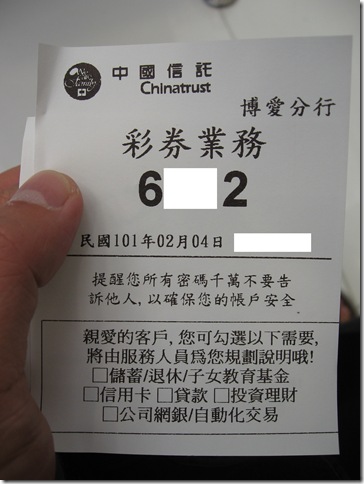 We are Family
中國信託
Chinatrust
博愛分行
彩券業務
6 2
民國101年02月04日
提醒您所有密碼千萬不要告
訴他人,以確保您的帳戶安全
親愛的客戶,您可勾選以下需要,
將由服務人員為您規劃說明哦!
□儲蓄/退休/子女教育基金
□信用卡 □貸款 □投資理財
□公司網銀/自動化交易